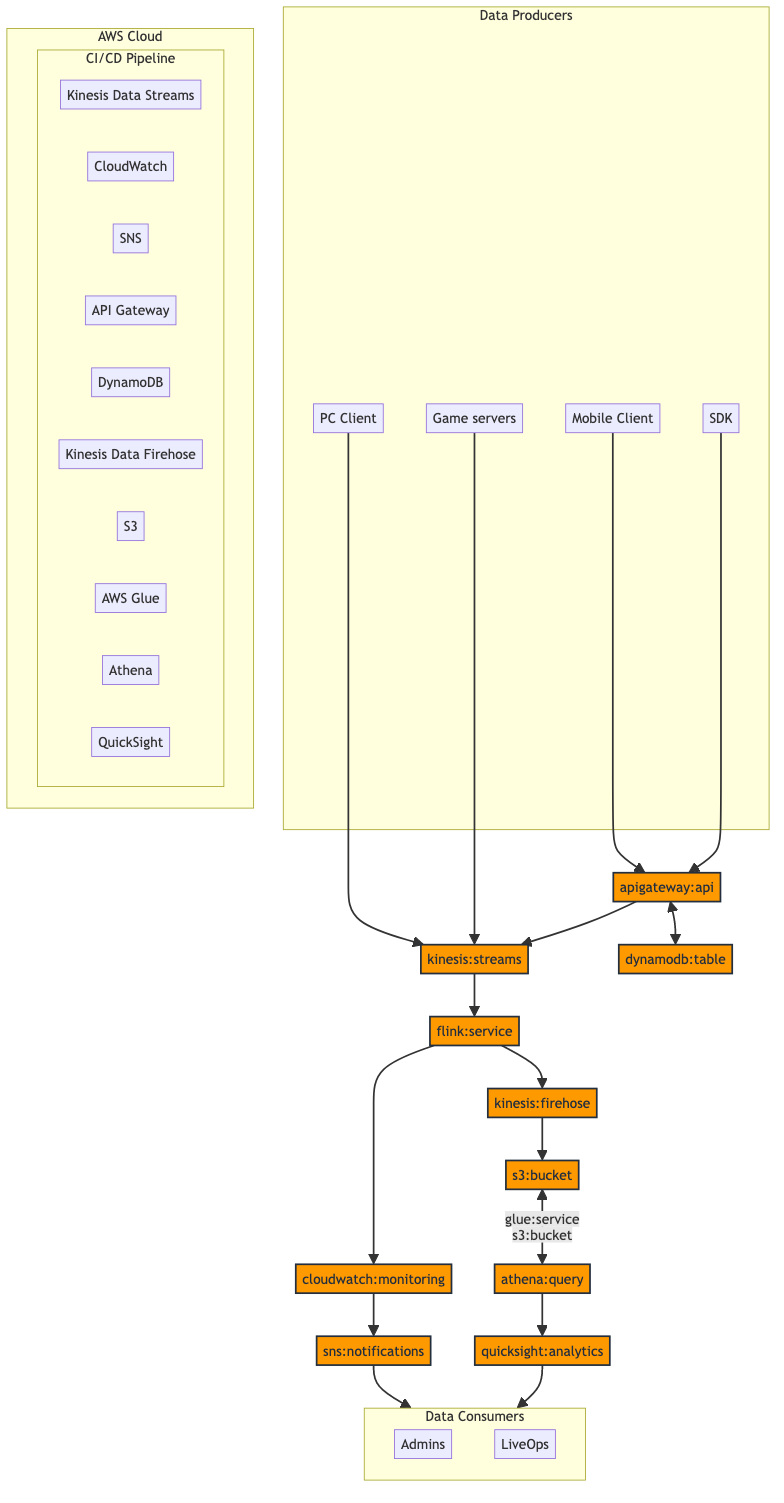 AWS Cloud
CI/CD Pipeline
Kinesis Data Streams
CloudWatch
SNS
API Gateway
DynamoDB
Kinesis Data Firehose
S3
AWS Glue
Athena
QuickSight
Data Producers
PC Client
Game servers
Mobile Client
SDK
apigateway:api
kinesis:streams
dynamodb:table
flink:service
kinesis:firehose
s3:bucket
glue:service
s3:bucket
cloudwatch:monitoring
athena:query
sns:notifications
quicksight:analytics
Data Consumers
Admins
LiveOps